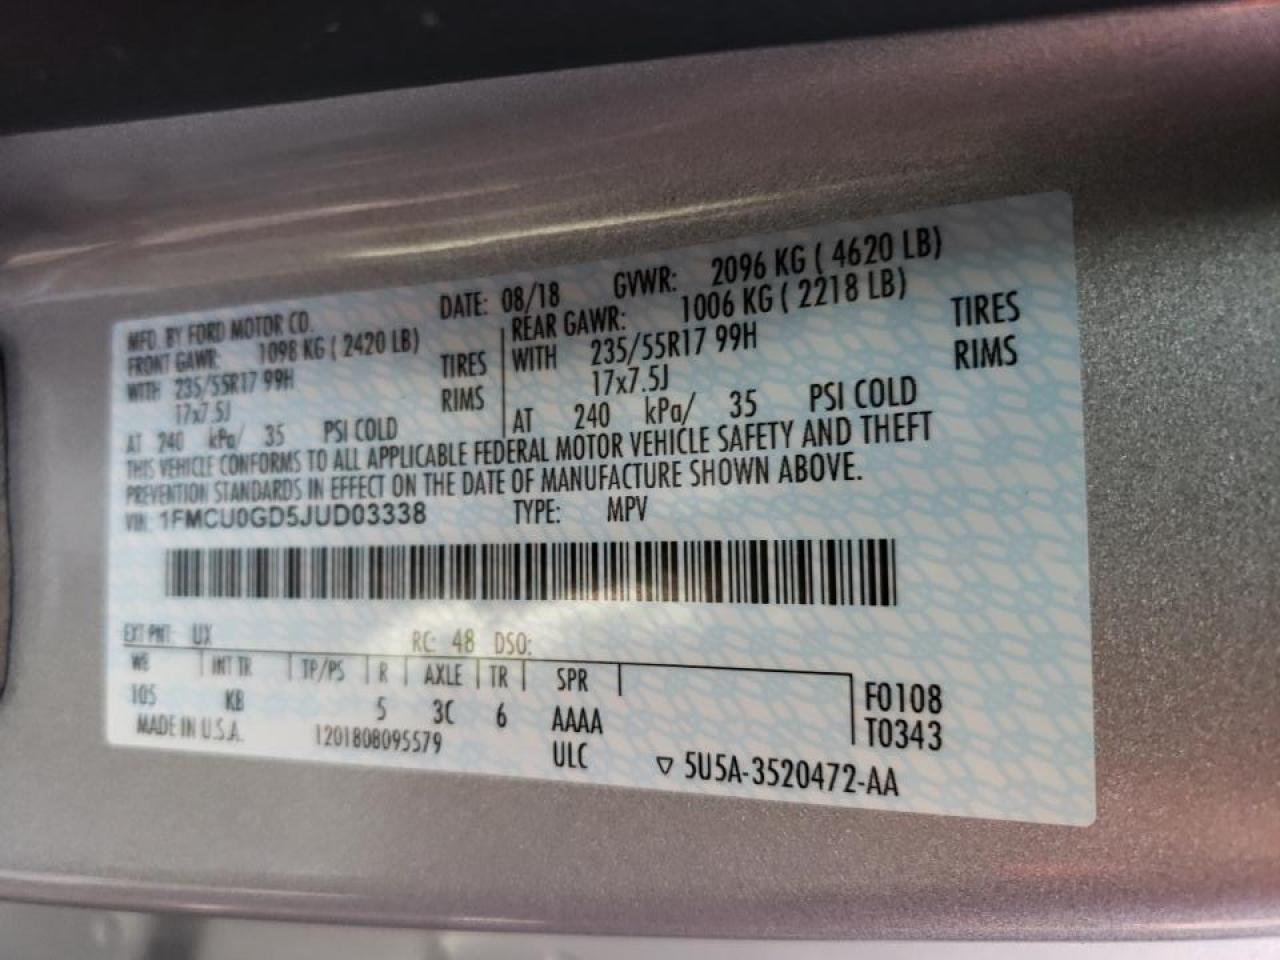 MFD. BY FORD MOTOR CO. DATE: 08/18 GVWR: 2096 KG ( 4620 LB)
FRONT GAWR: 1098 KG ( 2420 LB) REAR GAWR: 1006 KG ( 2218 LB)
WITH 235/55R17 99H TIRES WITH 235/55R17 99H TIRES
17x7.5J RIMS 17x7.5J RIMS
AT 240 kPa/ 35 PSI COLD AT 240 kPa/ 35 PSI COLD
THIS VEHICLE CONFORMS TO ALL APPLICABLE FEDERAL MOTOR VEHICLE SAFETY AND THEFT
PREVENTION STANDARDS IN EFFECT ON THE DATE OF MANUFACTURE SHOWN ABOVE.
VIN: 1FMCU0GD5JUD03338 TYPE: MPV
EXT PNT: UX RC: 48 DSO:
WB INT TR TP/PS R AXLE TR SPR
105 KB 5 3C 6 AAAA F0108
T0343
MADE IN U.S.A. 1201808095579 ULC ▽ 5U5A-3520472-AA